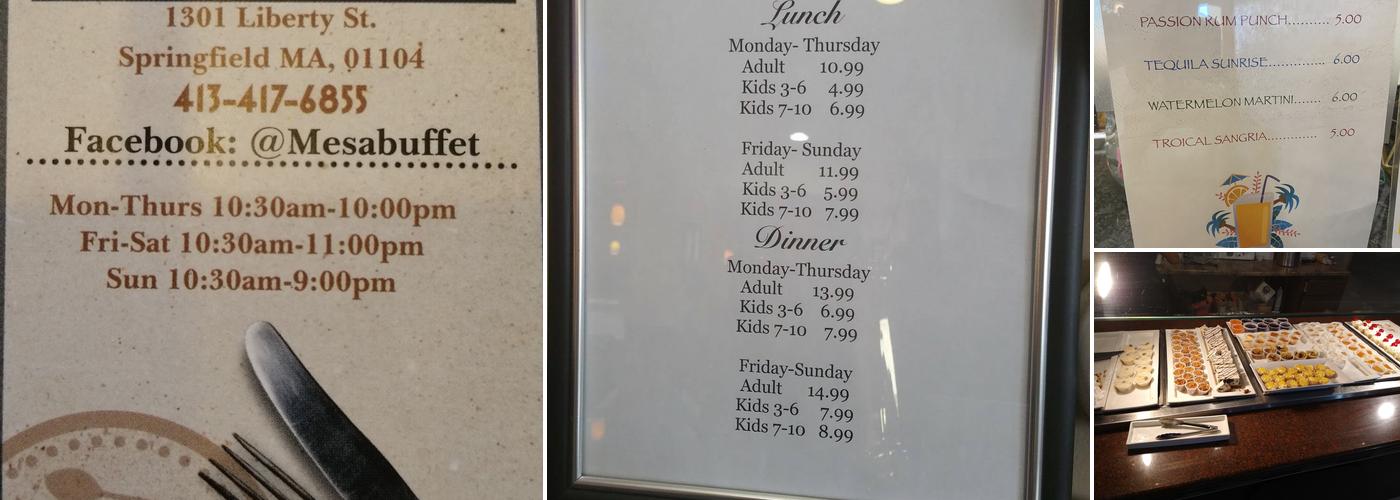 1301 Liberty St.
Springfield MA, 01104
413-417-6855
Facebook: @Mesabuffet
Mon-Thurs 10:30am-10:00pm
Fri-Sat 10:30am-11:00pm
Sun 10:30am-9:00pm
Lunch
Monday- Thursday
Adult 10.99
Kids 3-6 4.99
Kids 7-10 6.99
Friday- Sunday
Adult 11.99
Kids 3-6 5.99
Kids 7-10 7.99
Dinner
Monday-Thursday
Adult 13.99
Kids 3-6 6.99
Kids 7-10 7.99
Friday-Sunday
Adult 14.99
Kids 3-6 7.99
Kids 7-10 8.99
PASSION RUM PUNCH.......... 5.00
TEQUILA SUNRISE.............. 6.00
WATERMELON MARTINI....... 6.00
TROICAL SANGRIA............ 5.00